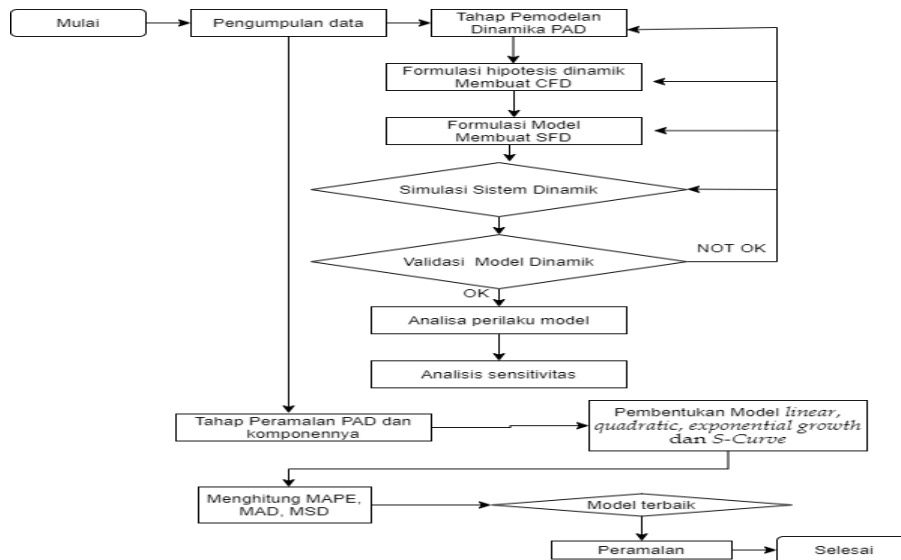 Mulai
Pengumpulan data
Tahap Pemodelan
Dinamika PAD
Formulasi hipotesis dinamik
Membuat CFD
Formulasi Model
Membuat SFD
Simulasi Sistem Dinamik
Validasi Model Dinamik
NOT OK
OK
Analisa perilaku model
Analisis sensitivitas
Tahap Peramalan PAD dan
komponennya
Pembentukan Model linear,
quadratic, exponential growth
dan S-Curve
Menghitung MAPE,
MAD, MSD
Model terbaik
Peramalan
Selesai